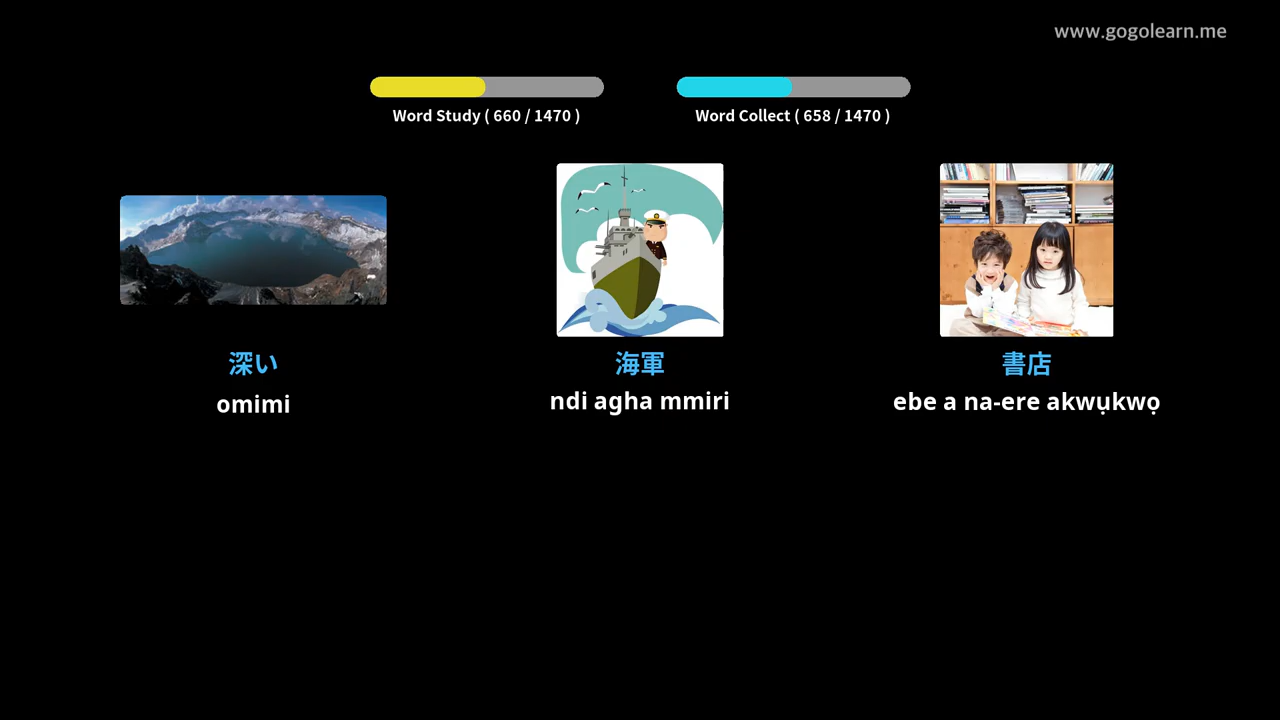 www.gogolearn.me
Word Study ( 660 / 1470 )
Word Collect ( 658 / 1470 )
深い
omimi
海軍
ndi agha mmiri
書店
ebe a na-ere akwụkwọ